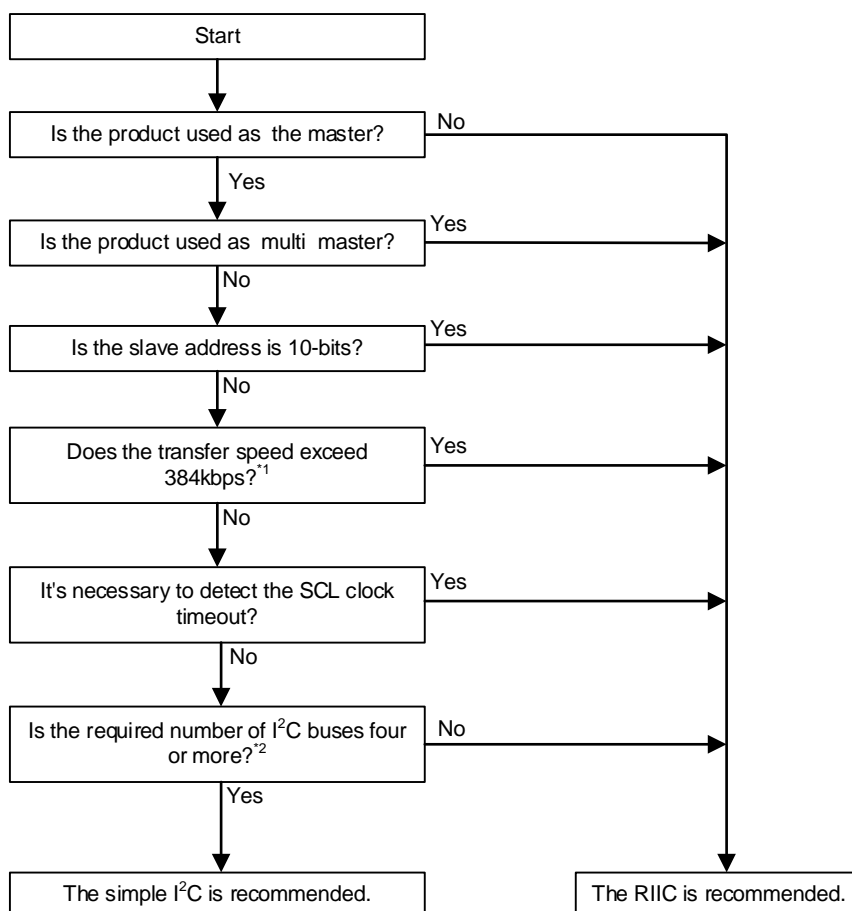 Start
Is the product used as the master?
No
Yes
Is the product used as multi master?
Yes
No
Is the slave address is 10-bits?
Yes
No
Does the transfer speed exceed
384kbps?*1
Yes
No
It's necessary to detect the SCL clock
timeout?
Yes
No
Is the required number of I²C buses four
or more?*2
No
Yes
The simple I²C is recommended.
The RIIC is recommended.